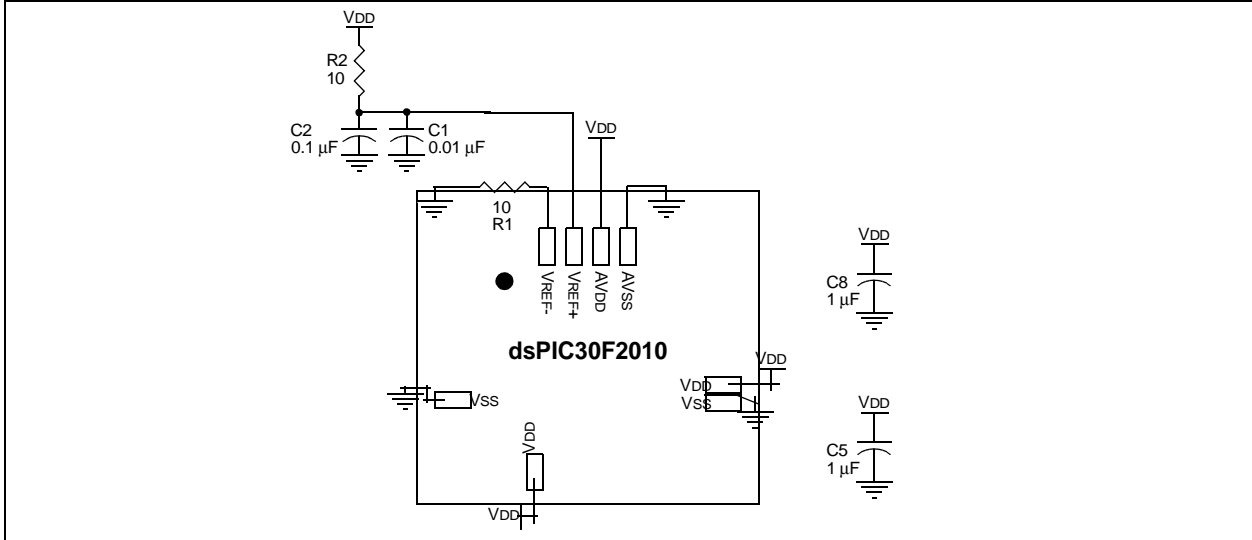 VDD
R2
10
C2
0.1 µF
C1
0.01 µF
VDD
10
R1
VREF-
VREF+
AVDD
AVSS
dsPIC30F2010
VDD
C8
1 µF
VDD
VDD
VSS
VSS
VDD
VDD
VDD
C5
1 µF